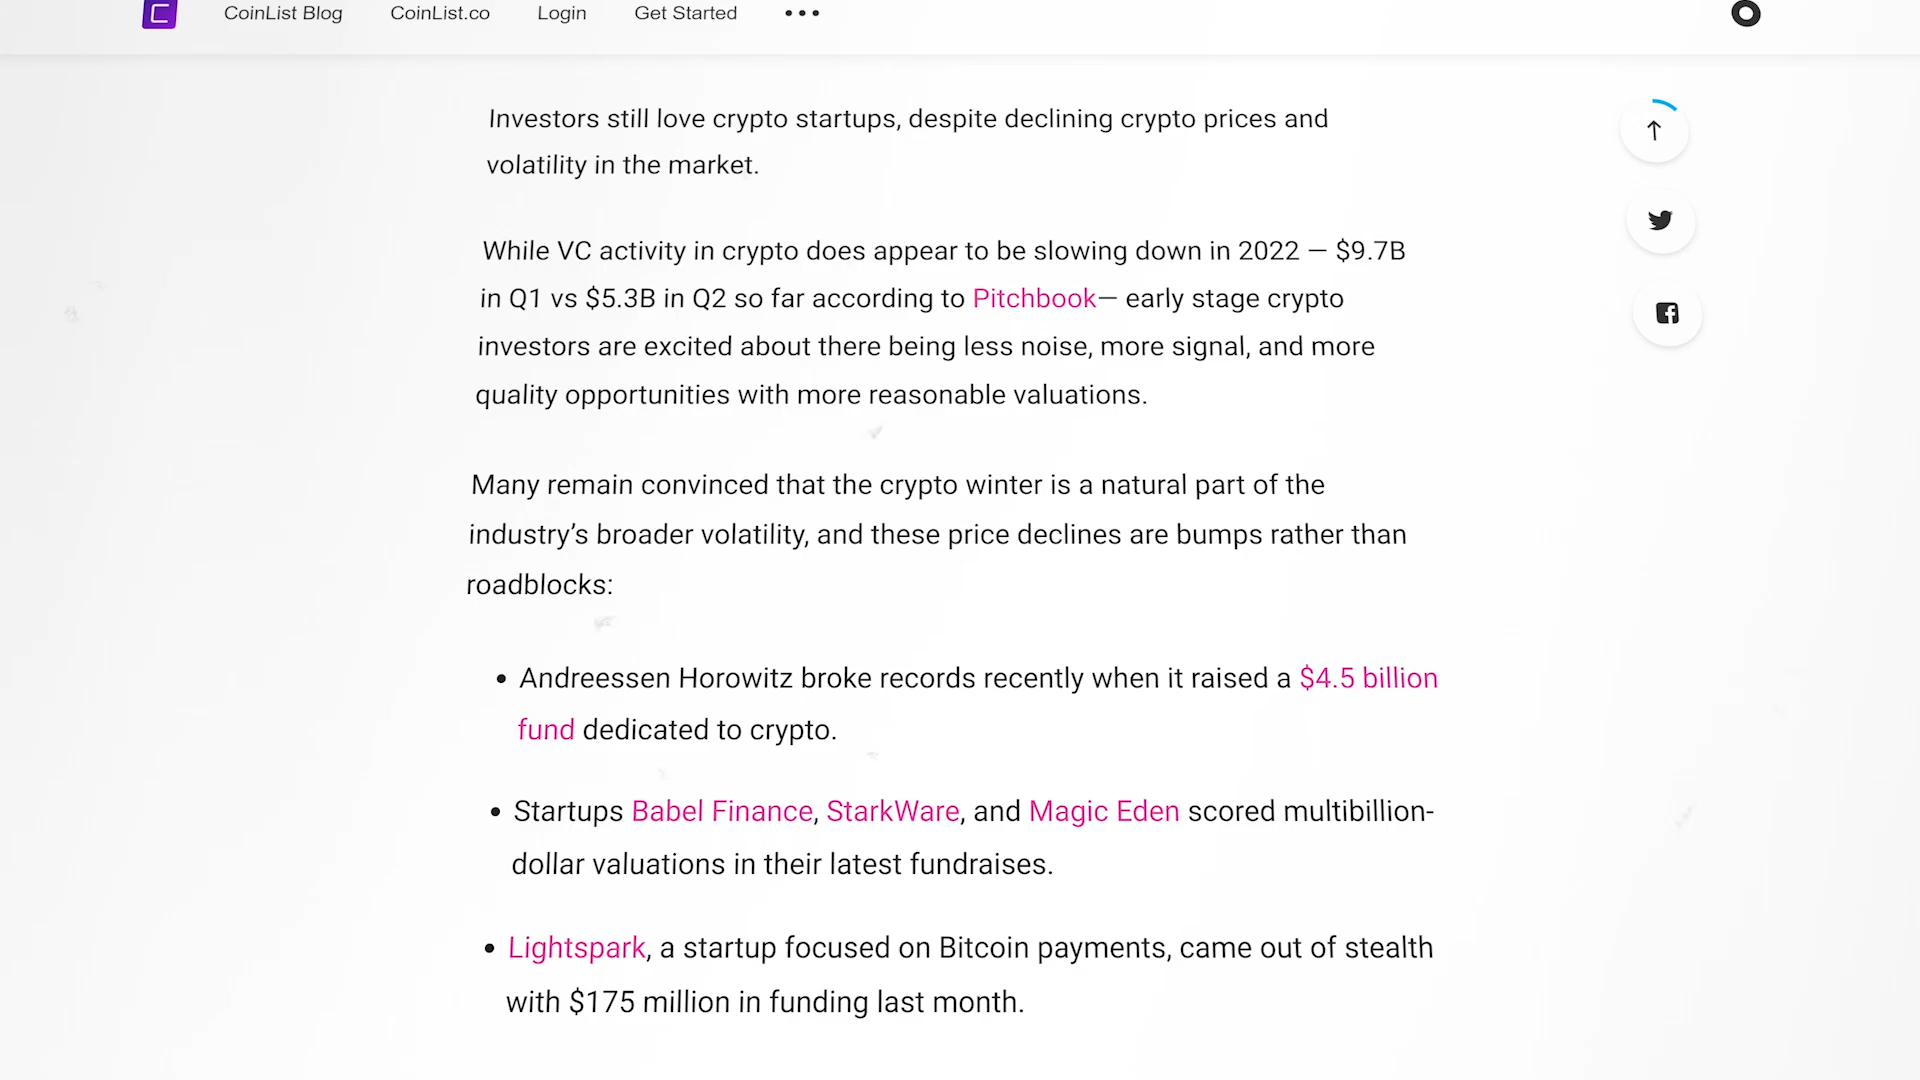 CoinList Blog CoinList.co Login Get Started
Investors still love crypto startups, despite declining crypto prices and
volatility in the market.
While VC activity in crypto does appear to be slowing down in 2022 — $9.7B
in Q1 vs $5.3B in Q2 so far according to Pitchbook— early stage crypto
investors are excited about there being less noise, more signal, and more
quality opportunities with more reasonable valuations.
Many remain convinced that the crypto winter is a natural part of the
industry’s broader volatility, and these price declines are bumps rather than
roadblocks:
• Andreessen Horowitz broke records recently when it raised a $4.5 billion
fund dedicated to crypto.
• Startups Babel Finance, StarkWare, and Magic Eden scored multibillion-
dollar valuations in their latest fundraises.
• Lightspark, a startup focused on Bitcoin payments, came out of stealth
with $175 million in funding last month.